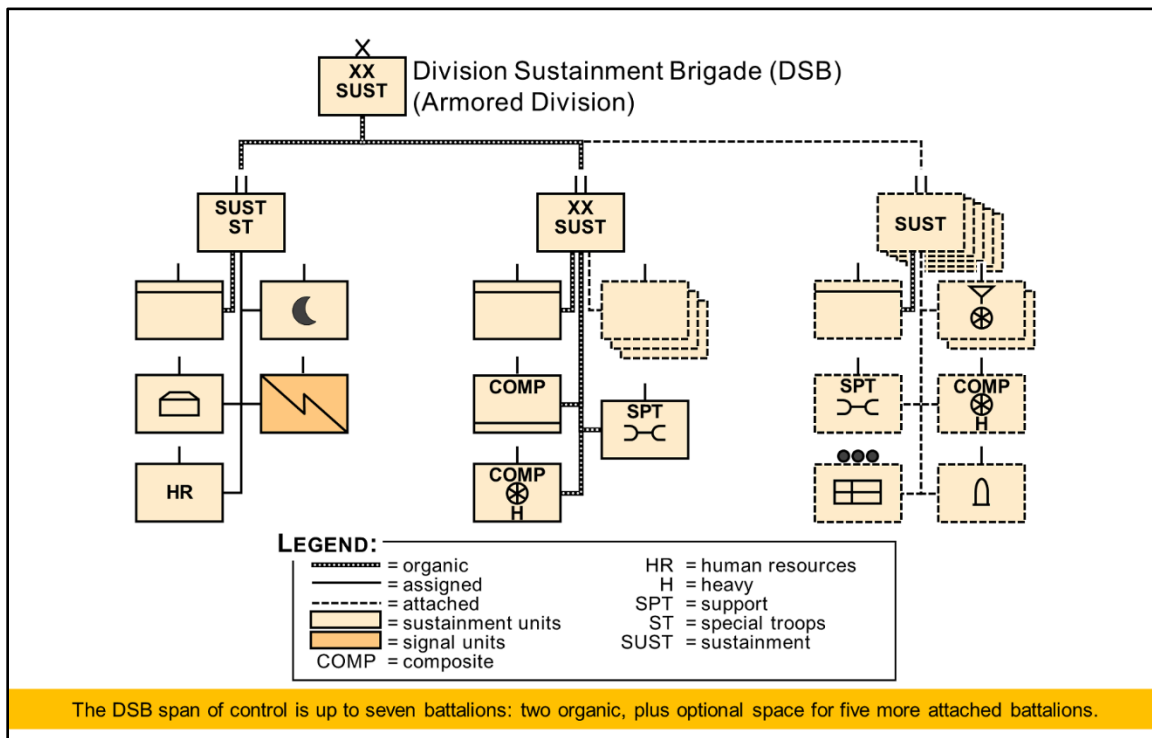 X
XX
SUST
Division Sustainment Brigade (DSB)
(Armored Division)
SUST
ST
XX
SUST
SUST
COMP
SPT
SPT
COMP
H
HR
COMP
H
LEGEND:
= organic
= assigned
= attached
= sustainment units
= signal units
COMP = composite
HR = human resources
H = heavy
SPT = support
ST = special troops
SUST = sustainment
The DSB span of control is up to seven battalions: two organic, plus optional space for five more attached battalions.